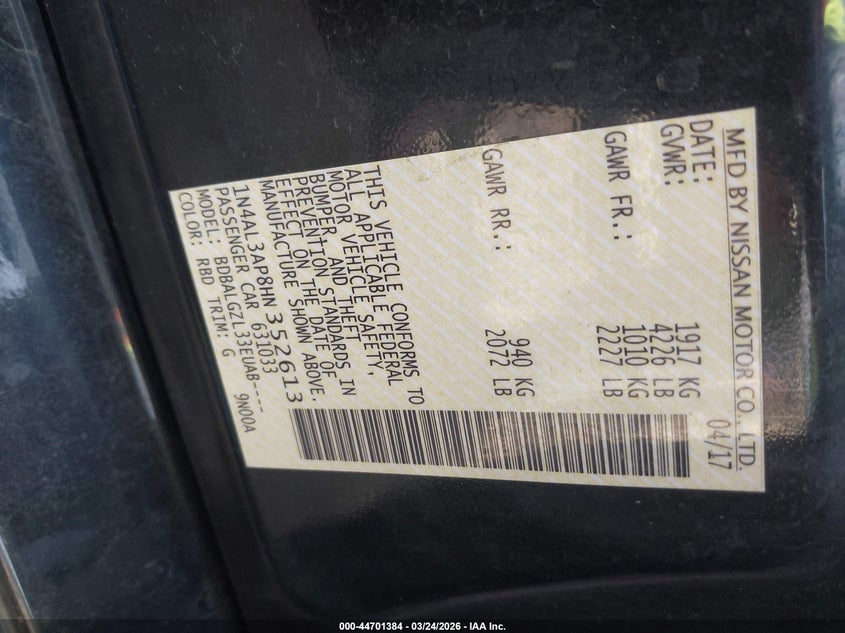 MFD BY NISSAN MOTOR CO., LTD.
DATE: 04/17
GVWR: 1917 KG
4226 LB
GAWR FR.: 1010 KG
2227 LB
GAWR RR.: 940 KG
2072 LB
THIS VEHICLE CONFORMS TO
ALL APPLICABLE FEDERAL
MOTOR VEHICLE SAFETY,
BUMPER, AND THEFT
PREVENTION STANDARDS IN
EFFECT ON THE DATE OF
MANUFACTURE SHOWN ABOVE.
1N4AL3AP8HN352613
PASSENGER CAR 631033
MODEL: BDBALGZL33EUAB----
COLOR: RBD TRIM: G 9N00A
000-44701384 - 03/24/2026 - IAA Inc.